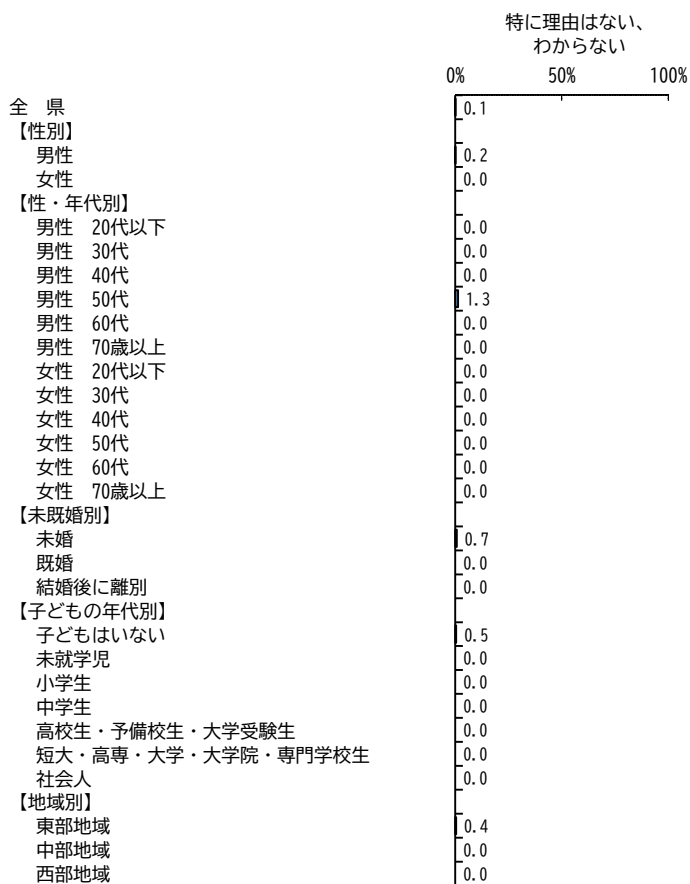 特に理由はない、
わからない
0% 50% 100%
全　県 0.1
【性別】
男性 0.2
女性 0.0
【性・年代別】
男性　20代以下 0.0
男性　30代 0.0
男性　40代 0.0
男性　50代 1.3
男性　60代 0.0
男性　70歳以上 0.0
女性　20代以下 0.0
女性　30代 0.0
女性　40代 0.0
女性　50代 0.0
女性　60代 0.0
女性　70歳以上 0.0
【未既婚別】
未婚 0.7
既婚 0.0
結婚後に離別 0.0
【子どもの年代別】
子どもはいない 0.5
未就学児 0.0
小学生 0.0
中学生 0.0
高校生・予備校生・大学受験生 0.0
短大・高専・大学・大学院・専門学校生 0.0
社会人 0.0
【地域別】
東部地域 0.4
中部地域 0.0
西部地域 0.0